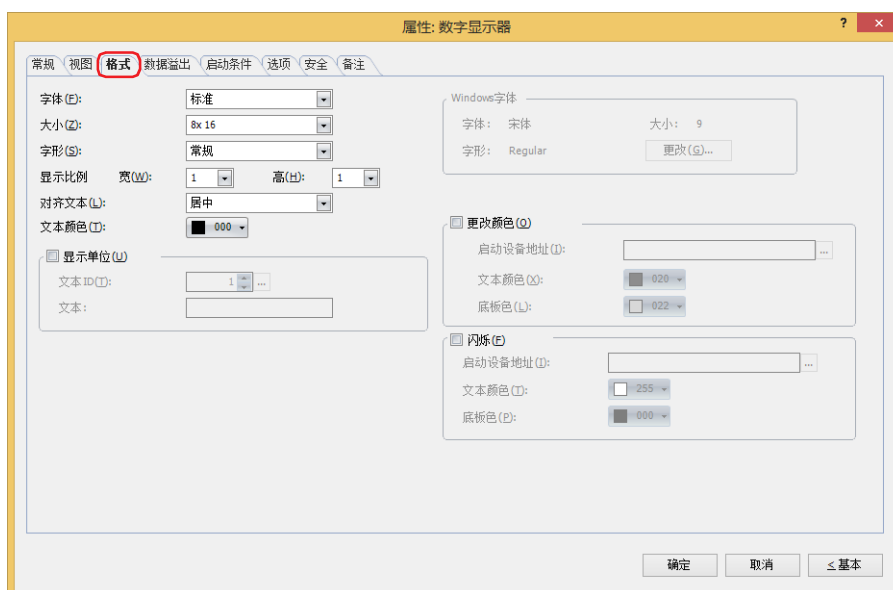 属性: 数字显示器
? ×
常规 视图 格式 数据溢出 启动条件 选项 安全 备注
字体(F): 标准
大小(Z): 8x 16
字形(S): 常规
显示比例 宽(W): 1 高(H): 1
对齐文本(L): 居中
文本颜色(T): 000
显示单位(U)
文本ID(T): 1 ...
文本:
Windows字体
字体: 宋体 大小: 9
字形: Regular 更改(G)...
更改颜色(O)
启动设备地址(I): ...
文本颜色(X): 020
底板色(L): 022
闪烁(F)
启动设备地址(I): ...
文本颜色(T): 255
底板色(P): 000
确定 取消 < 基本